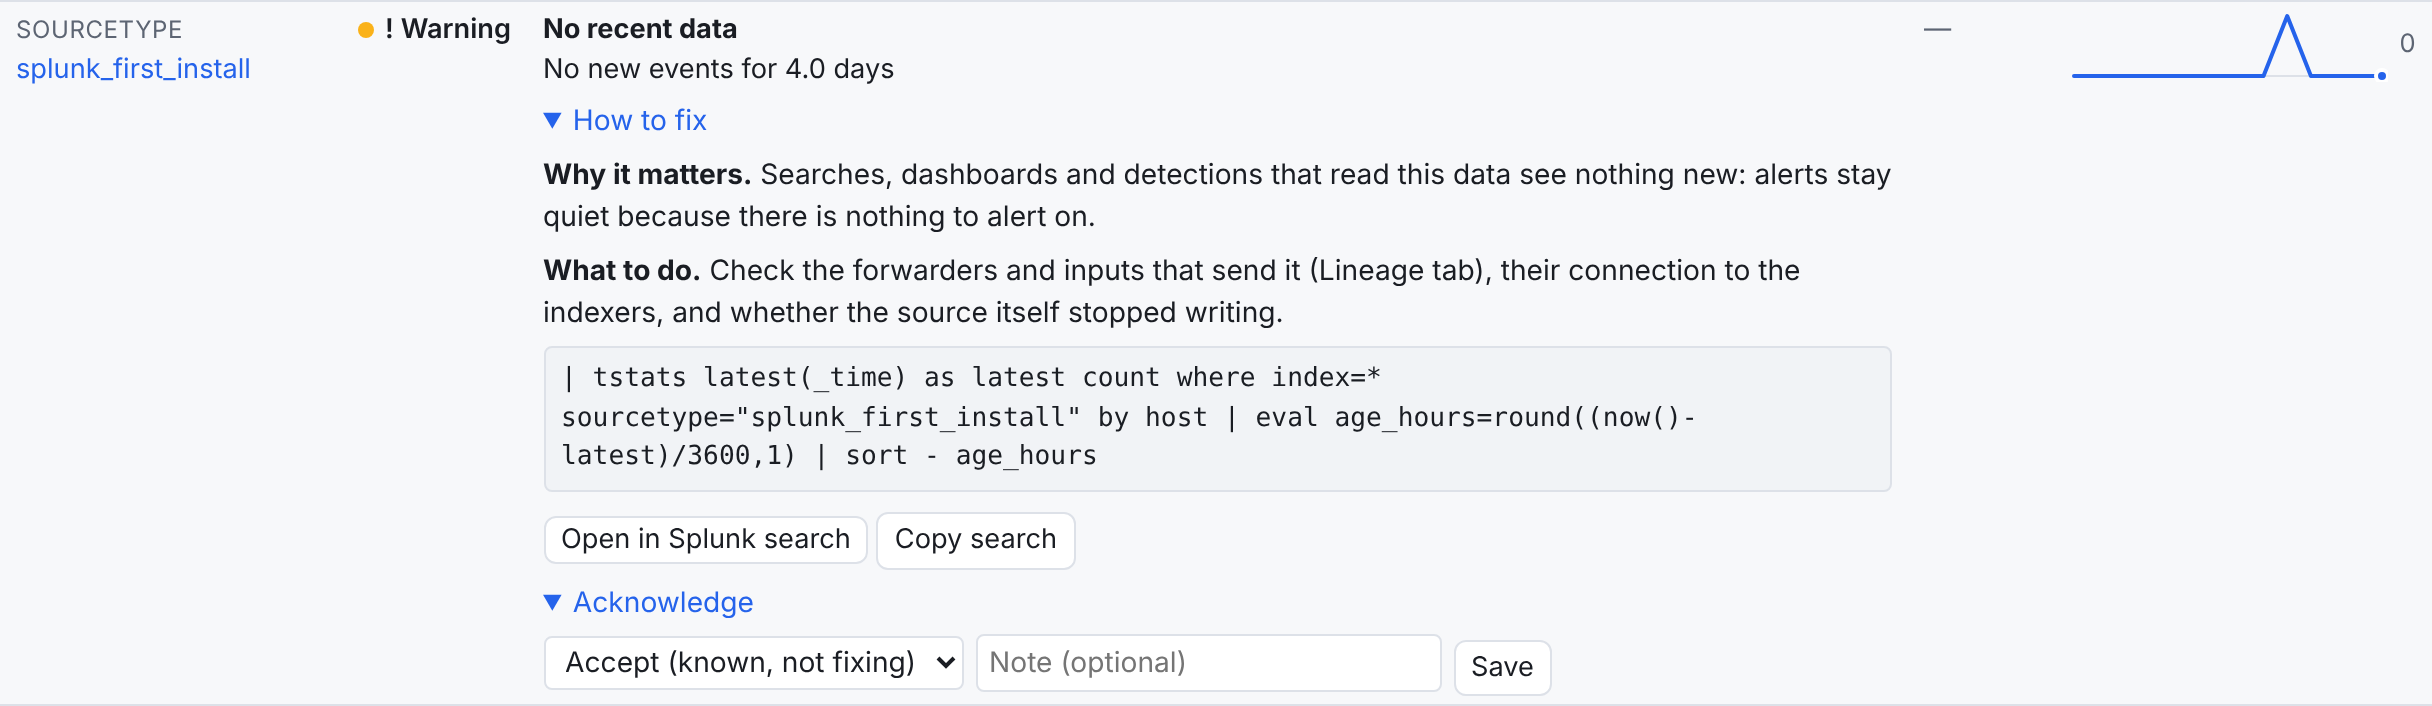 SOURCETYPE
splunk_first_install
! Warning
No recent data
No new events for 4.0 days
▼ How to fix
Why it matters. Searches, dashboards and detections that read this data see nothing new: alerts stay
quiet because there is nothing to alert on.
What to do. Check the forwarders and inputs that send it (Lineage tab), their connection to the
indexers, and whether the source itself stopped writing.
| tstats latest(_time) as latest count where index=*
sourcetype="splunk_first_install" by host | eval age_hours=round((now()-
latest)/3600,1) | sort - age_hours
Open in Splunk search
Copy search
▼ Acknowledge
Accept (known, not fixing)
Note (optional)
Save
—
0